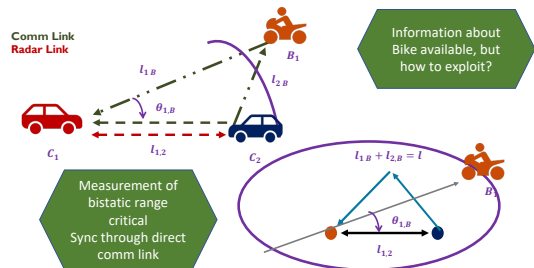 Comm Link
Radar Link
B₁
Information about
Bike available, but
how to exploit?
l₁B
l₂B
θ₁,B
l₁,₂
C₁
C₂
Measurement of
bistatic range
critical
Sync through direct
comm link
l₁B + l₂,B = l
B₁
θ₁,B
l₁,₂